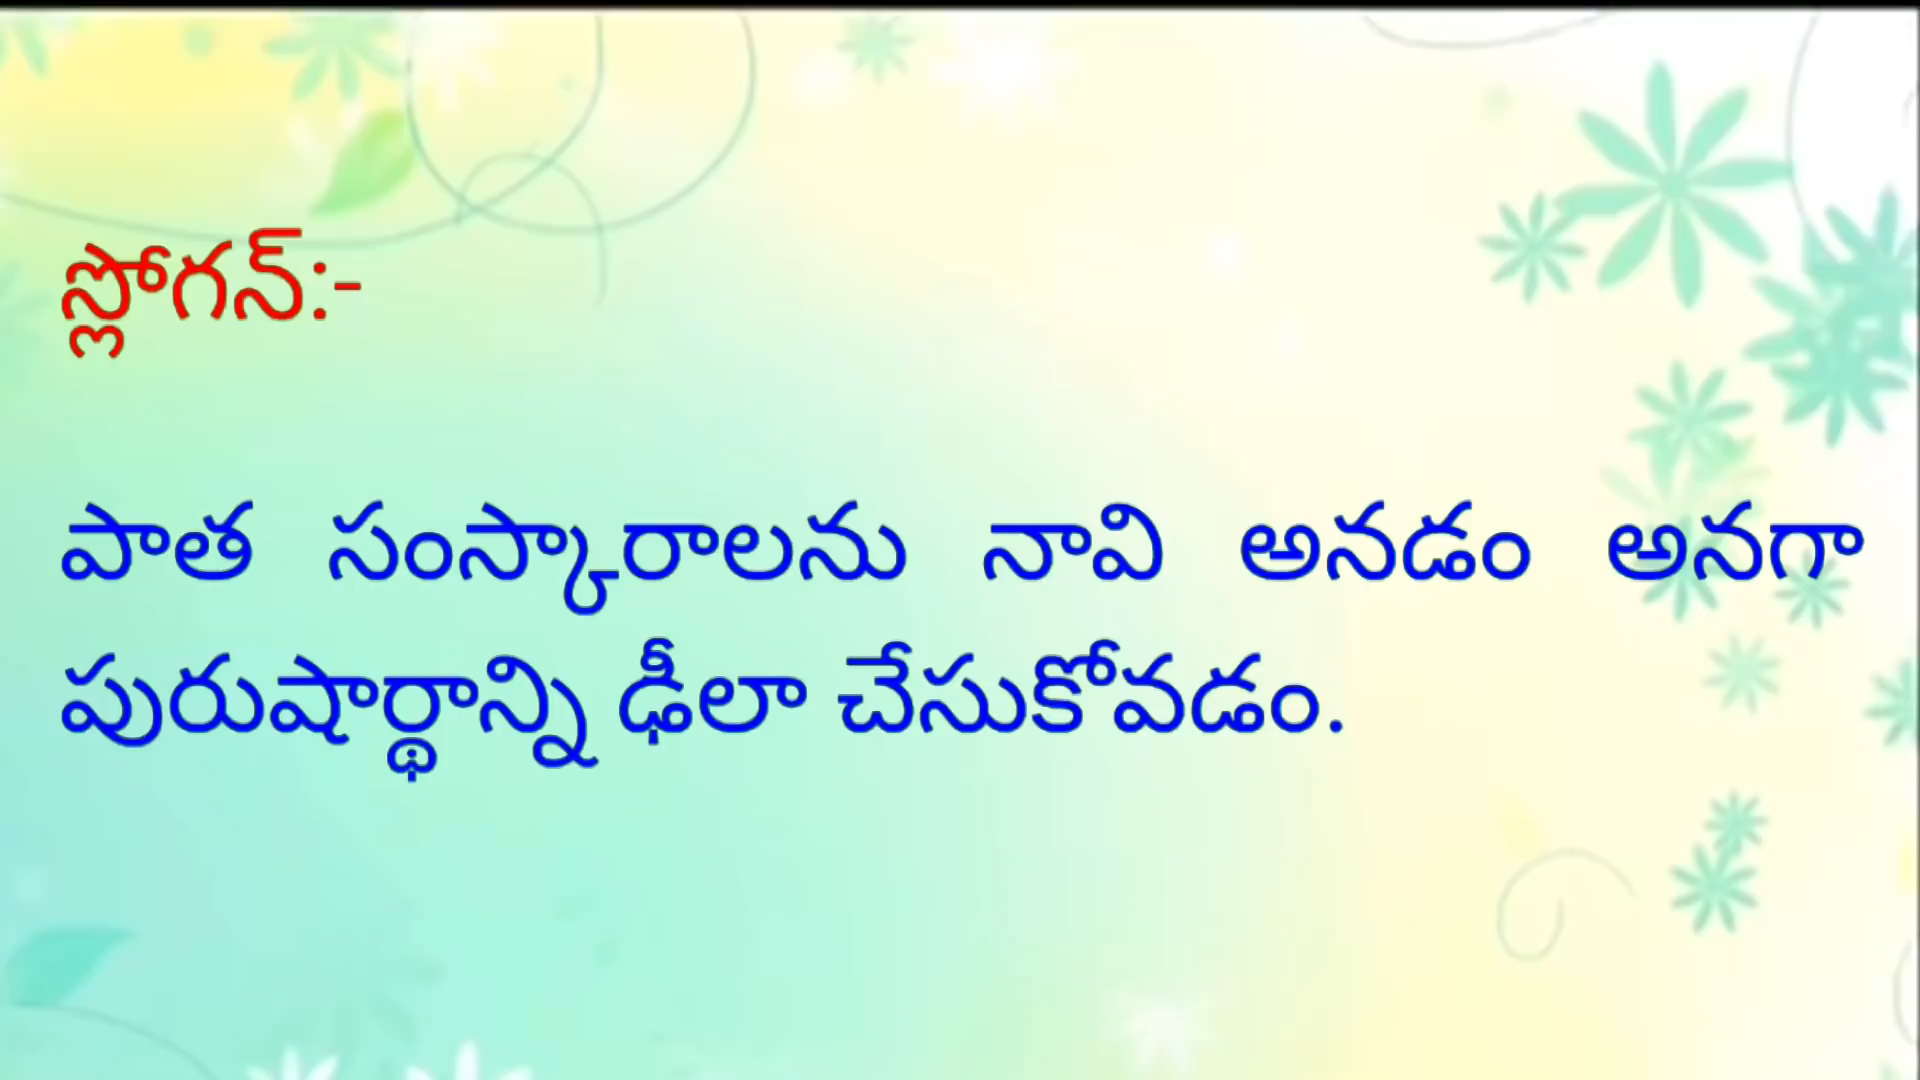 స్లోగన్:-
పాత సంస్కారాలను నావి అనడం అనగా
పురుషార్థాన్ని ఢీలా చేసుకోవడం.